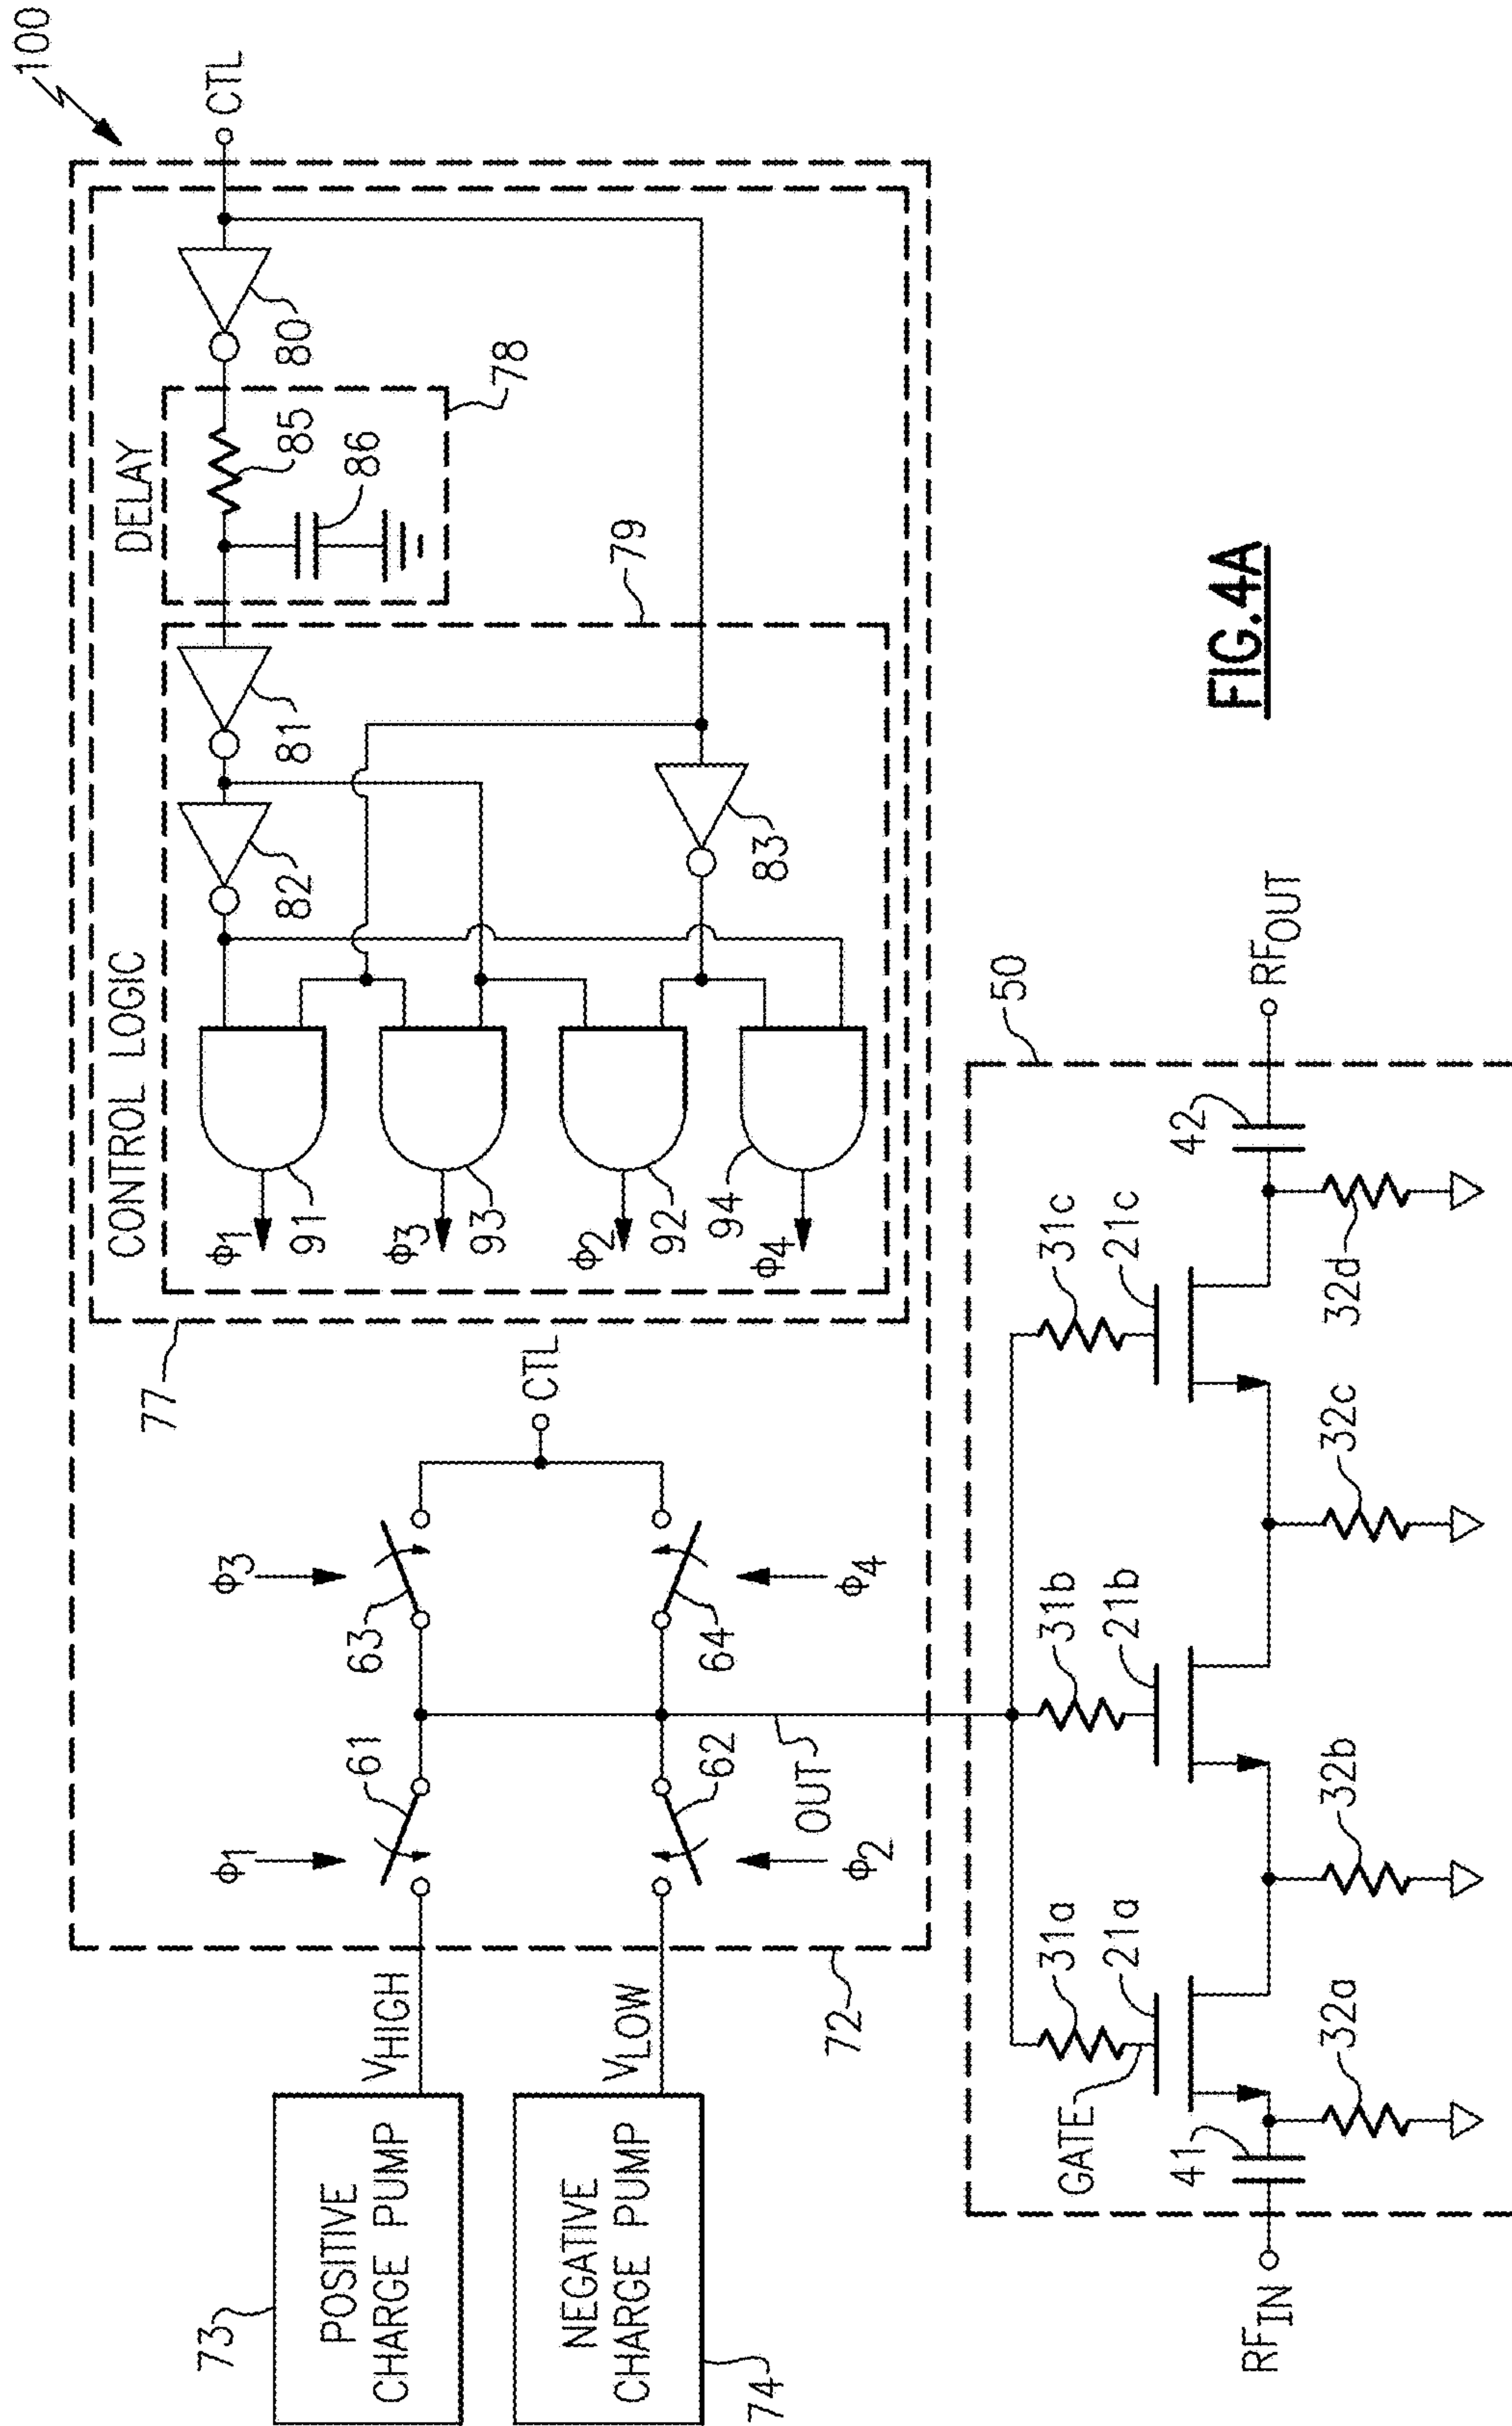 100
73
POSITIVE
CHARGE PUMP
VHIGH
NEGATIVE
CHARGE PUMP
74
VLOW
72
ϕ1
61
ϕ3
63
62
ϕ2
64
ϕ4
OUT
CTL
77
CONTROL LOGIC
DELAY
CTL
ϕ1
91
ϕ3
93
ϕ2
92
ϕ4
94
82
81
83
79
85
86
78
80
50
RFIN
41
GATE
31a
21a
32a
31b
21b
32b
31c
21c
32c
32d
42
RFOUT
FIG.4A